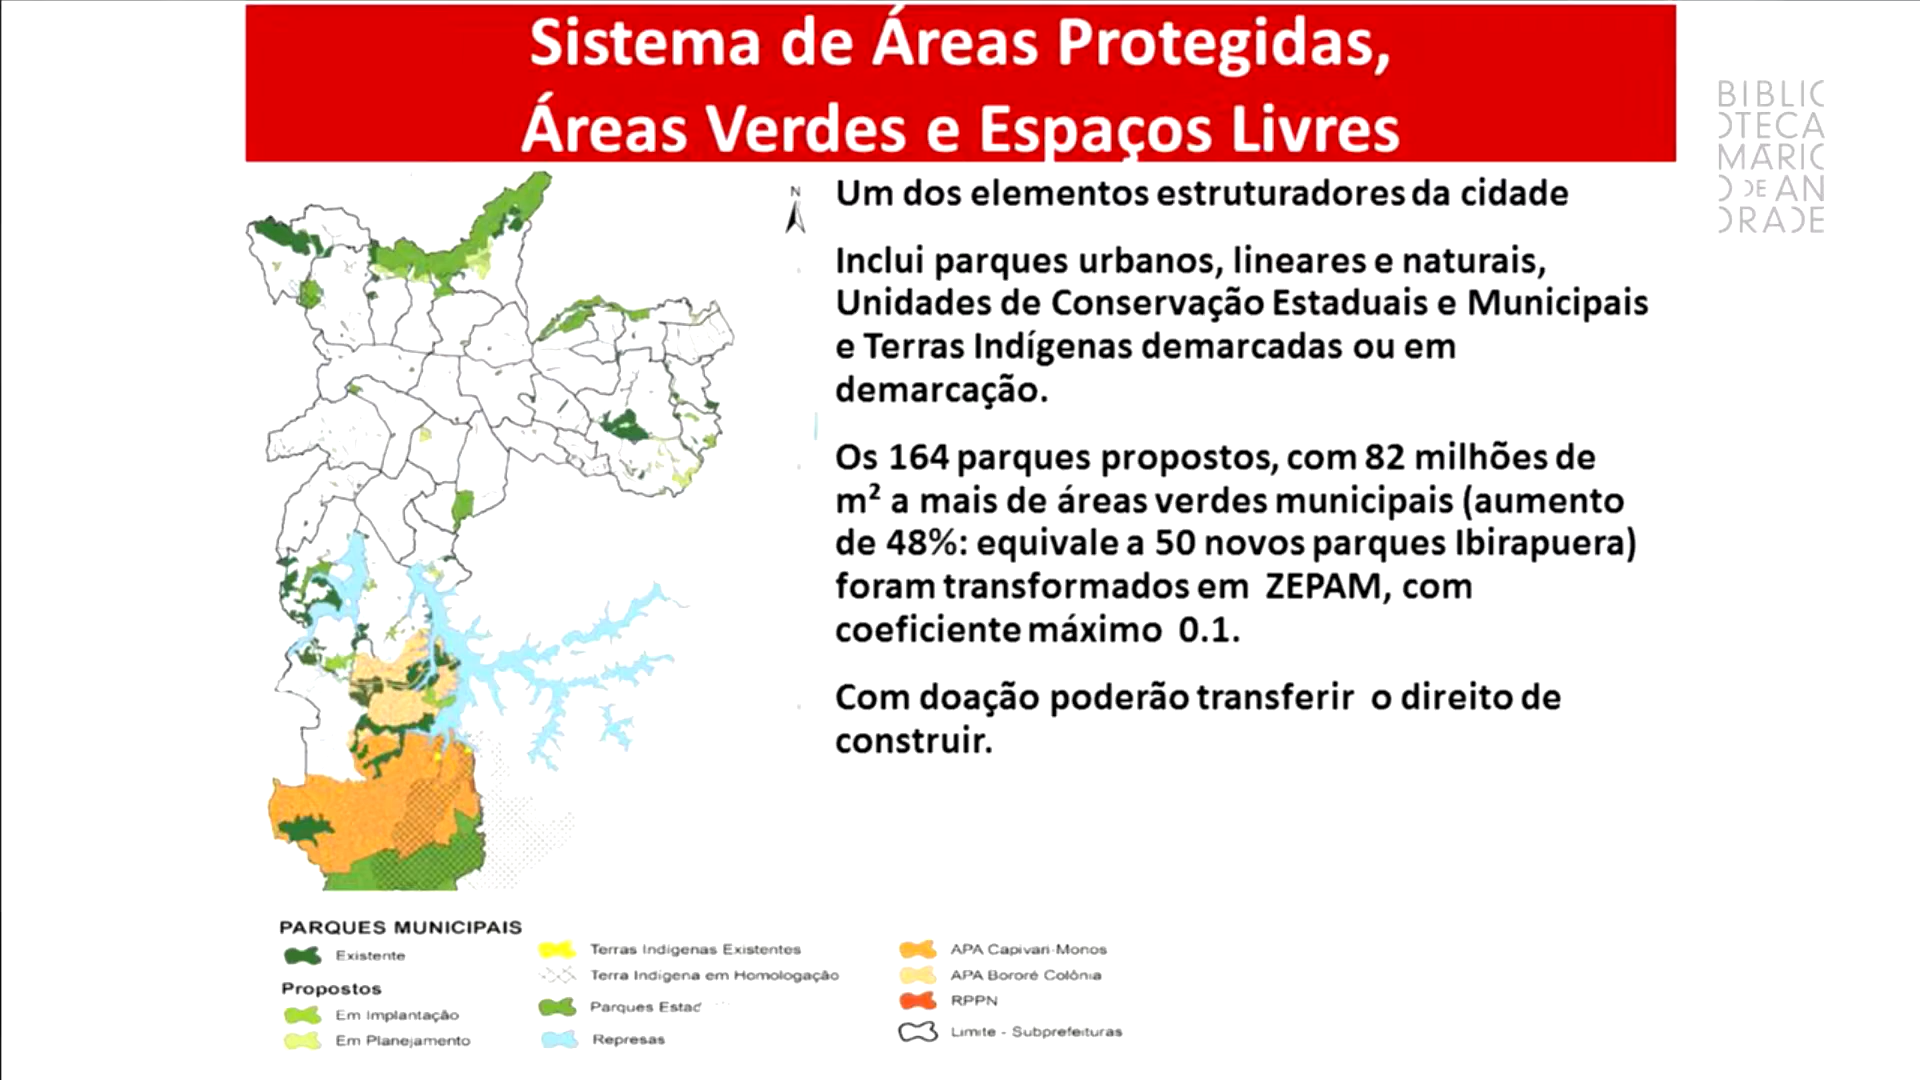 Sistema de Áreas Protegidas,
Áreas Verdes e Espaços Livres
BIBLIC
OTECA
MÁRIC
O DE AN
DRADE
N
Um dos elementos estruturadores da cidade
Inclui parques urbanos, lineares e naturais,
Unidades de Conservação Estaduais e Municipais
e Terras Indígenas demarcadas ou em
demarcação.
Os 164 parques propostos, com 82 milhões de
m² a mais de áreas verdes municipais (aumento
de 48%: equivale a 50 novos parques Ibirapuera)
foram transformados em ZEPAM, com
coeficiente máximo 0.1.
Com doação poderão transferir o direito de
construir.
PARQUES MUNICIPAIS
Existente
Propostos
Em Implantação
Em Planejamento
Terras Indígenas Existentes
Terra Indígena em Homologação
Parques Estad
Represas
APA Capivari-Monos
APA Bororé Colônia
RPPN
Limite - Subprefeituras